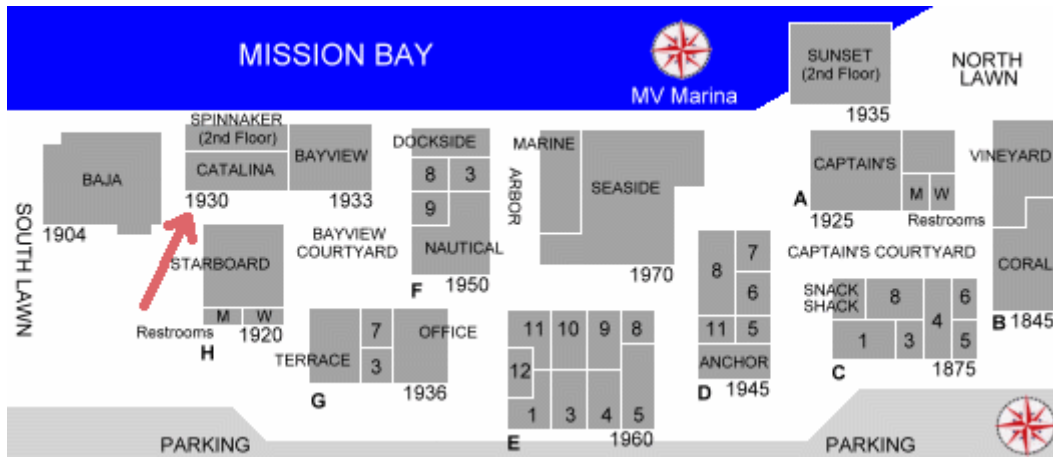 MISSION BAY
MV Marina
SUNSET
(2nd Floor)
1935
NORTH
LAWN
SPINNAKER
(2nd Floor)
CATALINA
1930
BAYVIEW
1933
BAJA
1904
SOUTH LAWN
STARBOARD
M W
Restrooms
1920
H
BAYVIEW
COURTYARD
DOCKSIDE
8 3
9
NAUTICAL
F 1950
ARBOR
MARINE
SEASIDE
1970
CAPTAIN'S
M W
A
1925
Restrooms
VINEYARD
CORAL
B 1845
CAPTAIN'S COURTYARD
SNACK
SHACK
8 4 6
1 3 5
C 1875
TERRACE
7
3
OFFICE
G 1936
11 10 9 8
12
1 3 4 5
E 1960
8 7
6
11 5
ANCHOR
D 1945
PARKING
PARKING